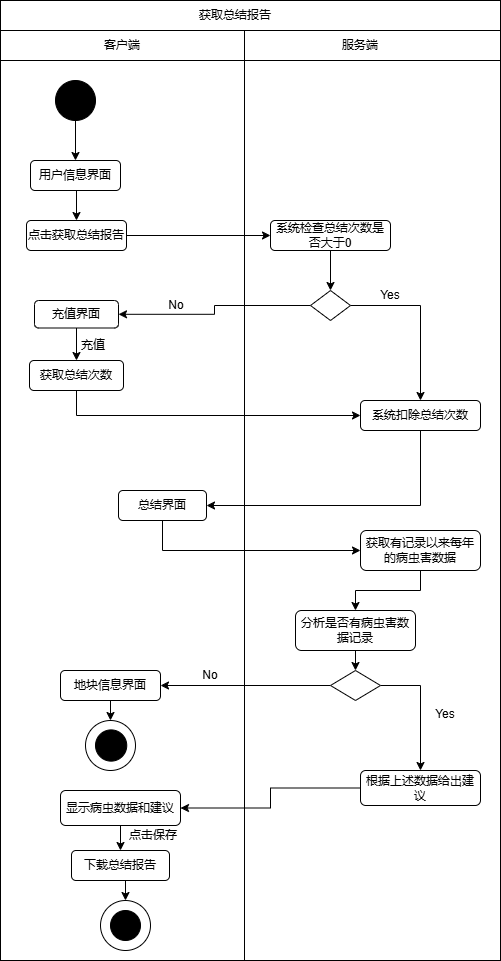 获取总结报告
客户端
服务端
用户信息界面
点击获取总结报告
系统检查总结次数是
否大于0
No
Yes
充值界面
充值
获取总结次数
系统扣除总结次数
总结界面
获取有记录以来每年
的病虫害数据
分析是否有病虫害数
据记录
No
地块信息界面
Yes
根据上述数据给出建
议
显示病虫数据和建议
点击保存
下载总结报告